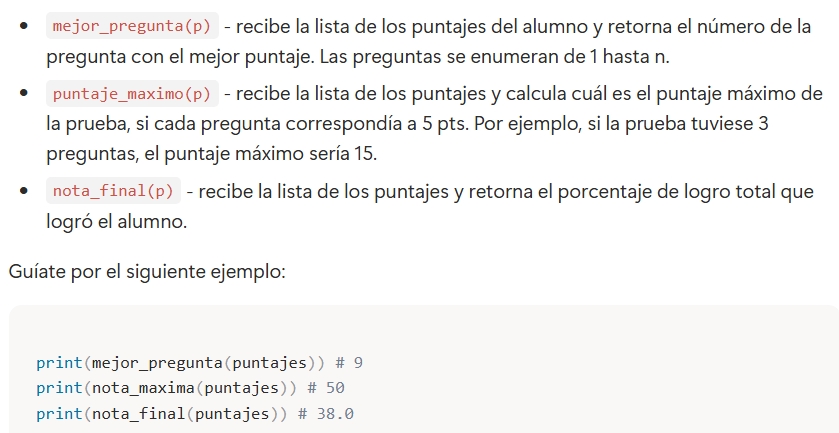 • mejor_pregunta(p) - recibe la lista de los puntajes del alumno y retorna el número de la
pregunta con el mejor puntaje. Las preguntas se enumeran de 1 hasta n.
• puntaje_maximo(p) - recibe la lista de los puntajes y calcula cuál es el puntaje máximo de
la prueba, si cada pregunta correspondía a 5 pts. Por ejemplo, si la prueba tuviese 3
preguntas, el puntaje máximo sería 15.
• nota_final(p) - recibe la lista de los puntajes y retorna el porcentaje de logro total que
logró el alumno.
Guíate por el siguiente ejemplo:
print(mejor_pregunta(puntajes)) # 9
print(nota_maxima(puntajes)) # 50
print(nota_final(puntajes)) # 38.0